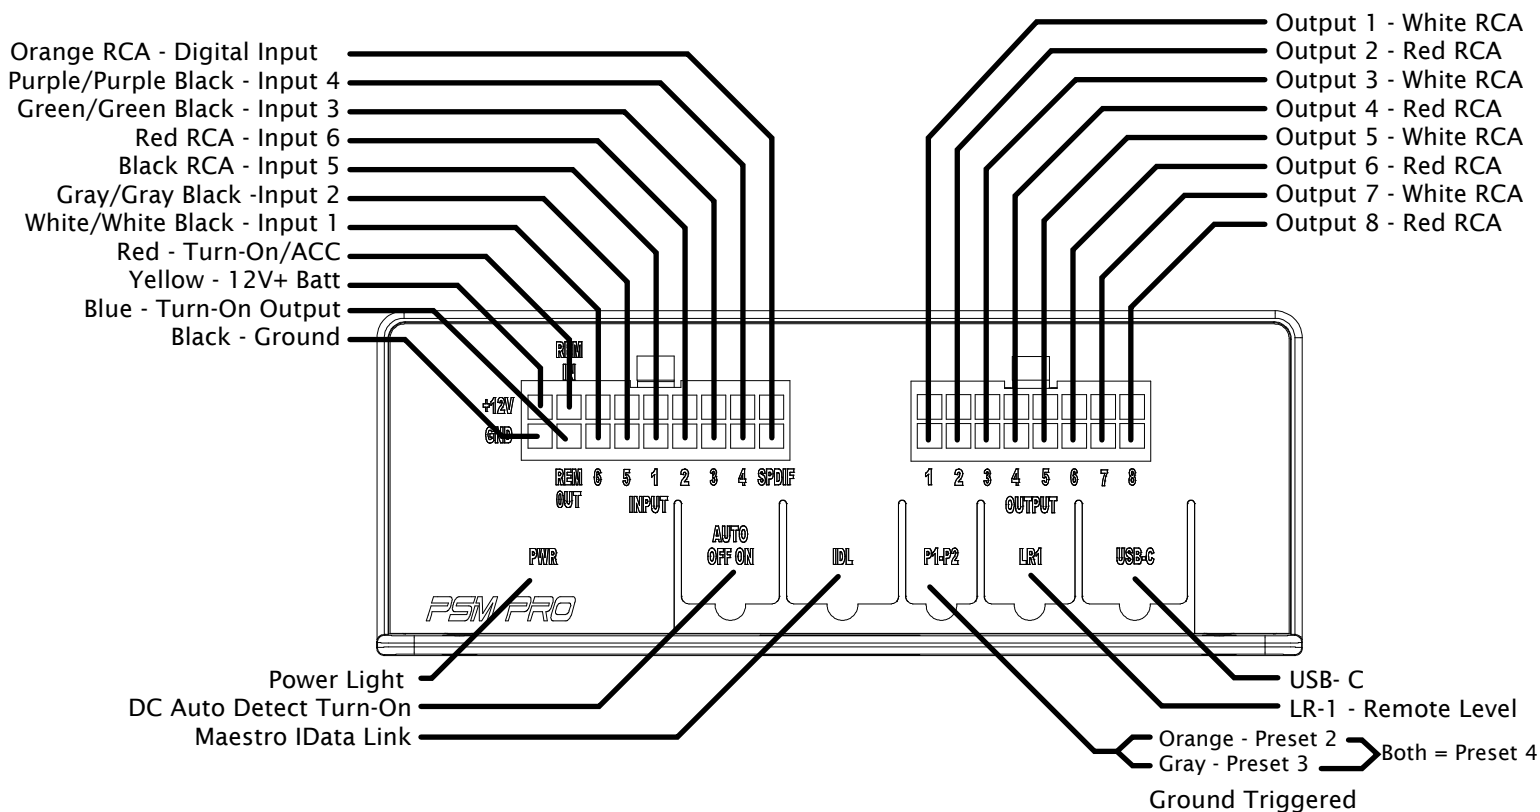 Orange RCA - Digital Input
Purple/Purple Black - Input 4
Green/Green Black - Input 3
Red RCA - Input 6
Black RCA - Input 5
Gray/Gray Black -Input 2
White/White Black - Input 1
Red - Turn-On/ACC
Yellow - 12V+ Batt
Blue - Turn-On Output
Black - Ground
Output 1 - White RCA
Output 2 - Red RCA
Output 3 - White RCA
Output 4 - Red RCA
Output 5 - White RCA
Output 6 - Red RCA
Output 7 - White RCA
Output 8 - Red RCA
REM
IN
+12V
GND
REM
OUT
6 5 1 2 3 4 SPDIF
INPUT
1 2 3 4 5 6 7 8
OUTPUT
PWR
AUTO
OFF ON
IDL
P1-P2
LR1
USB-C
PSM PRO
Power Light
DC Auto Detect Turn-On
Maestro IData Link
USB- C
LR-1 - Remote Level
Orange - Preset 2
Gray - Preset 3
Both = Preset 4
Ground Triggered